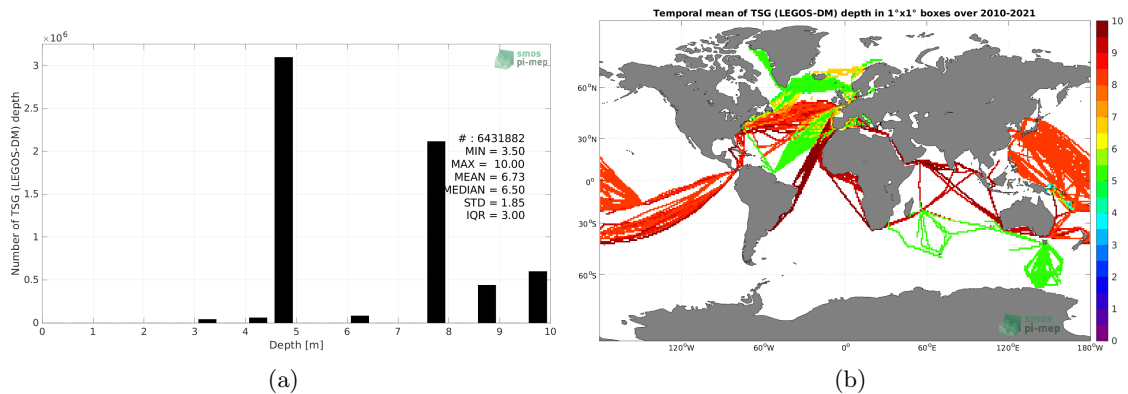 ×10⁶
Number of TSG (LEGOS-DM) depth
3
2.5
2
1.5
1
0.5
0
0 1 2 3 4 5 6 7 8 9 10
Depth [m]
smos
pi-mep
# : 6431882
MIN = 3.50
MAX = 10.00
MEAN = 6.73
MEDIAN = 6.50
STD = 1.85
IQR = 3.00
(a)
Temporal mean of TSG (LEGOS-DM) depth in 1°x1° boxes over 2010-2021
60°N
30°N
0°
30°S
60°S
120°W 60°W 0° 60°E 120°E 180°W
smos
pi-mep
10
9
8
7
6
5
4
3
2
1
0
(b)